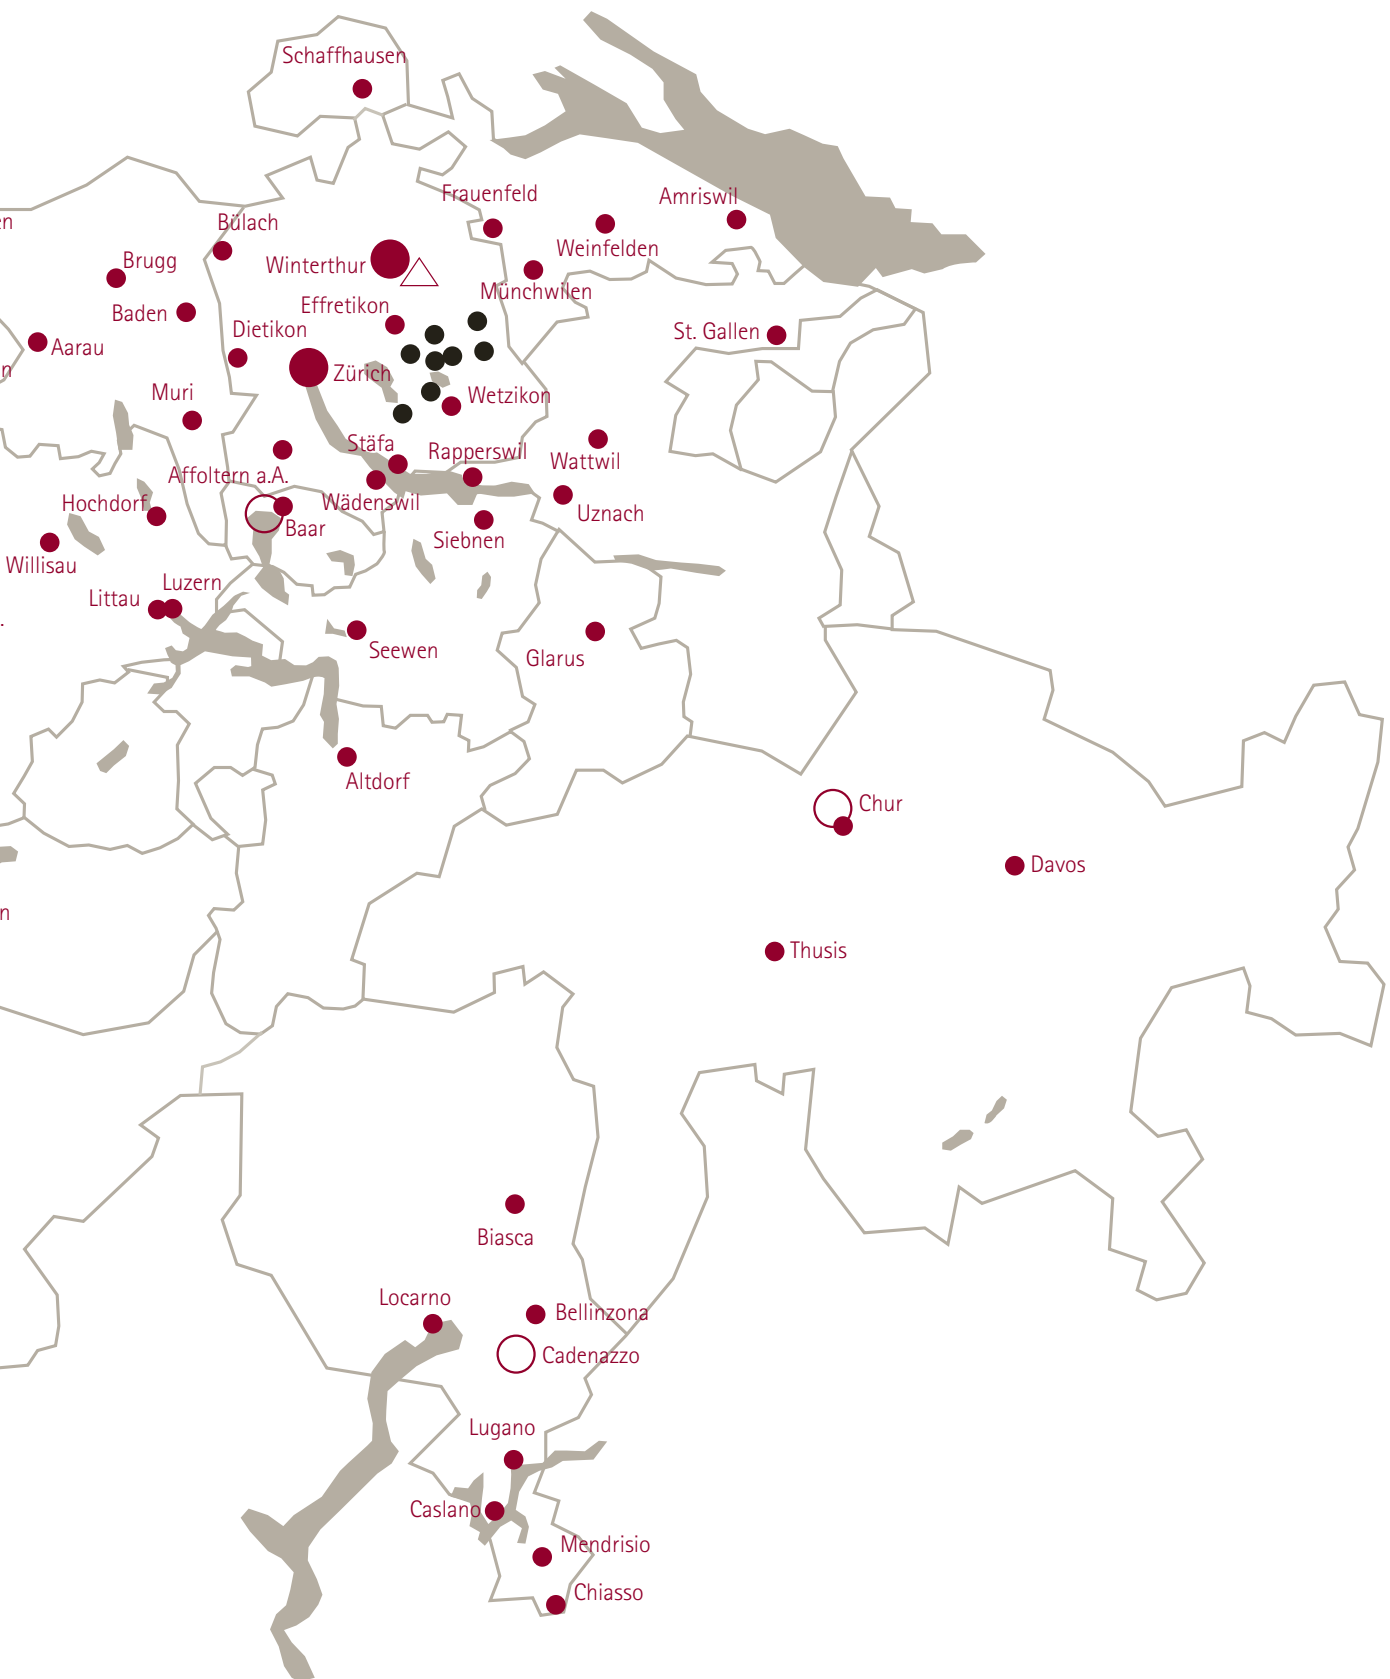 Schaffhausen
Frauenfeld
Amriswil
en
Bülach
Weinfelden
Brugg
Winterthur
Münchwilen
Effretikon
Baden
Dietikon
St. Gallen
Aarau
n
Zürich
Muri
Wetzikon
Stäfa
Rapperswil
Wattwil
Affoltern a.A.
Hochdorf
Wädenswil
Uznach
Baar
Siebnen
Willisau
Luzern
Littau
.
Seewen
Glarus
Altdorf
Chur
Davos
n
Thusis
Biasca
Locarno
Bellinzona
Cadenazzo
Lugano
Caslano
Mendrisio
Chiasso